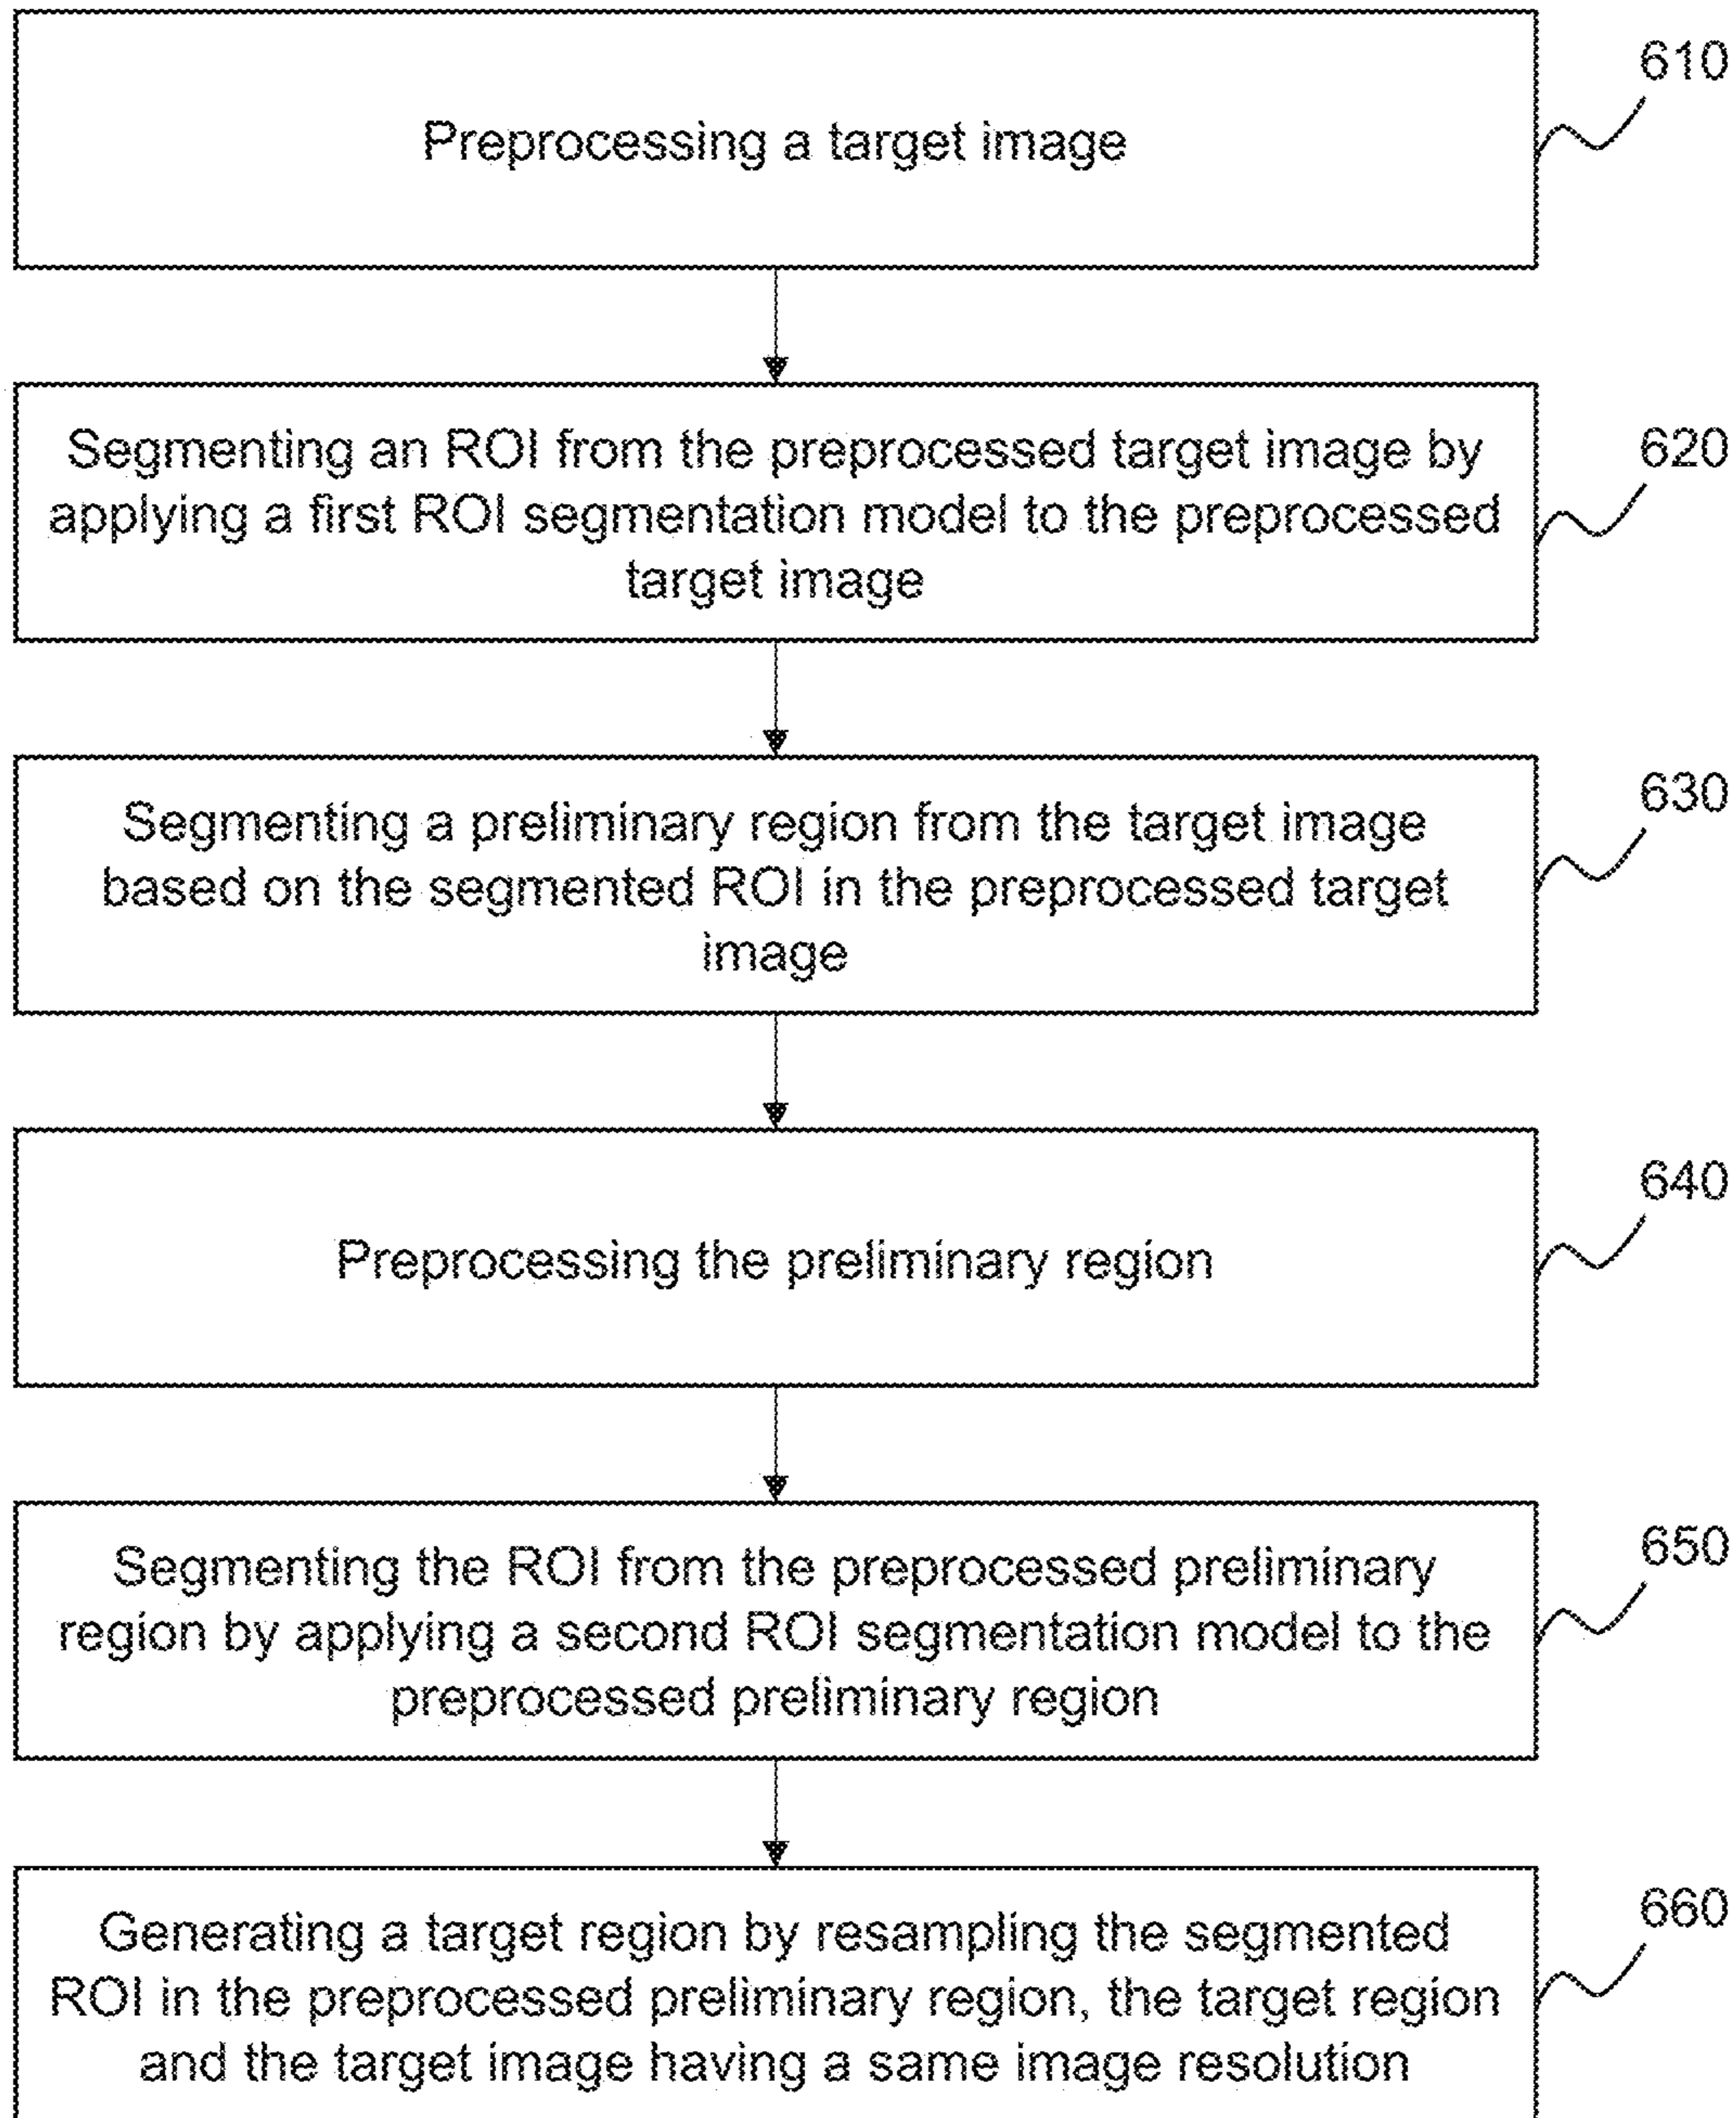 610
Preprocessing a target image
620
Segmenting an ROI from the preprocessed target image by
applying a first ROI segmentation model to the preprocessed
target image
630
Segmenting a preliminary region from the target image
based on the segmented ROI in the preprocessed target
image
640
Preprocessing the preliminary region
650
Segmenting the ROI from the preprocessed preliminary
region by applying a second ROI segmentation model to the
preprocessed preliminary region
660
Generating a target region by resampling the segmented
ROI in the preprocessed preliminary region, the target region
and the target image having a same image resolution